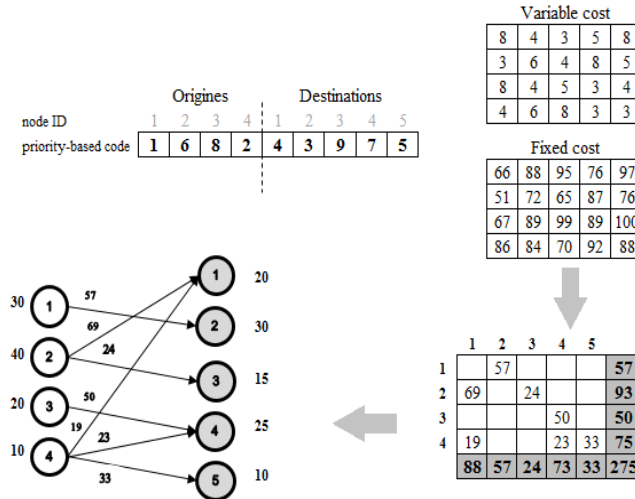 Variable cost
8 4 3 5 8
3 6 4 8 5
8 4 5 3 4
4 6 8 3 3
Origines Destinations
node ID 1 2 3 4 1 2 3 4 5
priority-based code 1 6 8 2 4 3 9 7 5
Fixed cost
66 88 95 76 97
51 72 65 87 76
67 89 99 89 100
86 84 70 92 88
30 1 57
40 2 69 24
20 3 50
10 4 19 23 33
1 20
2 30
3 15
4 25
5 10
1 2 3 4 5
1 57 57
2 69 24 93
3 50 50
4 19 23 33 75
88 57 24 73 33 275